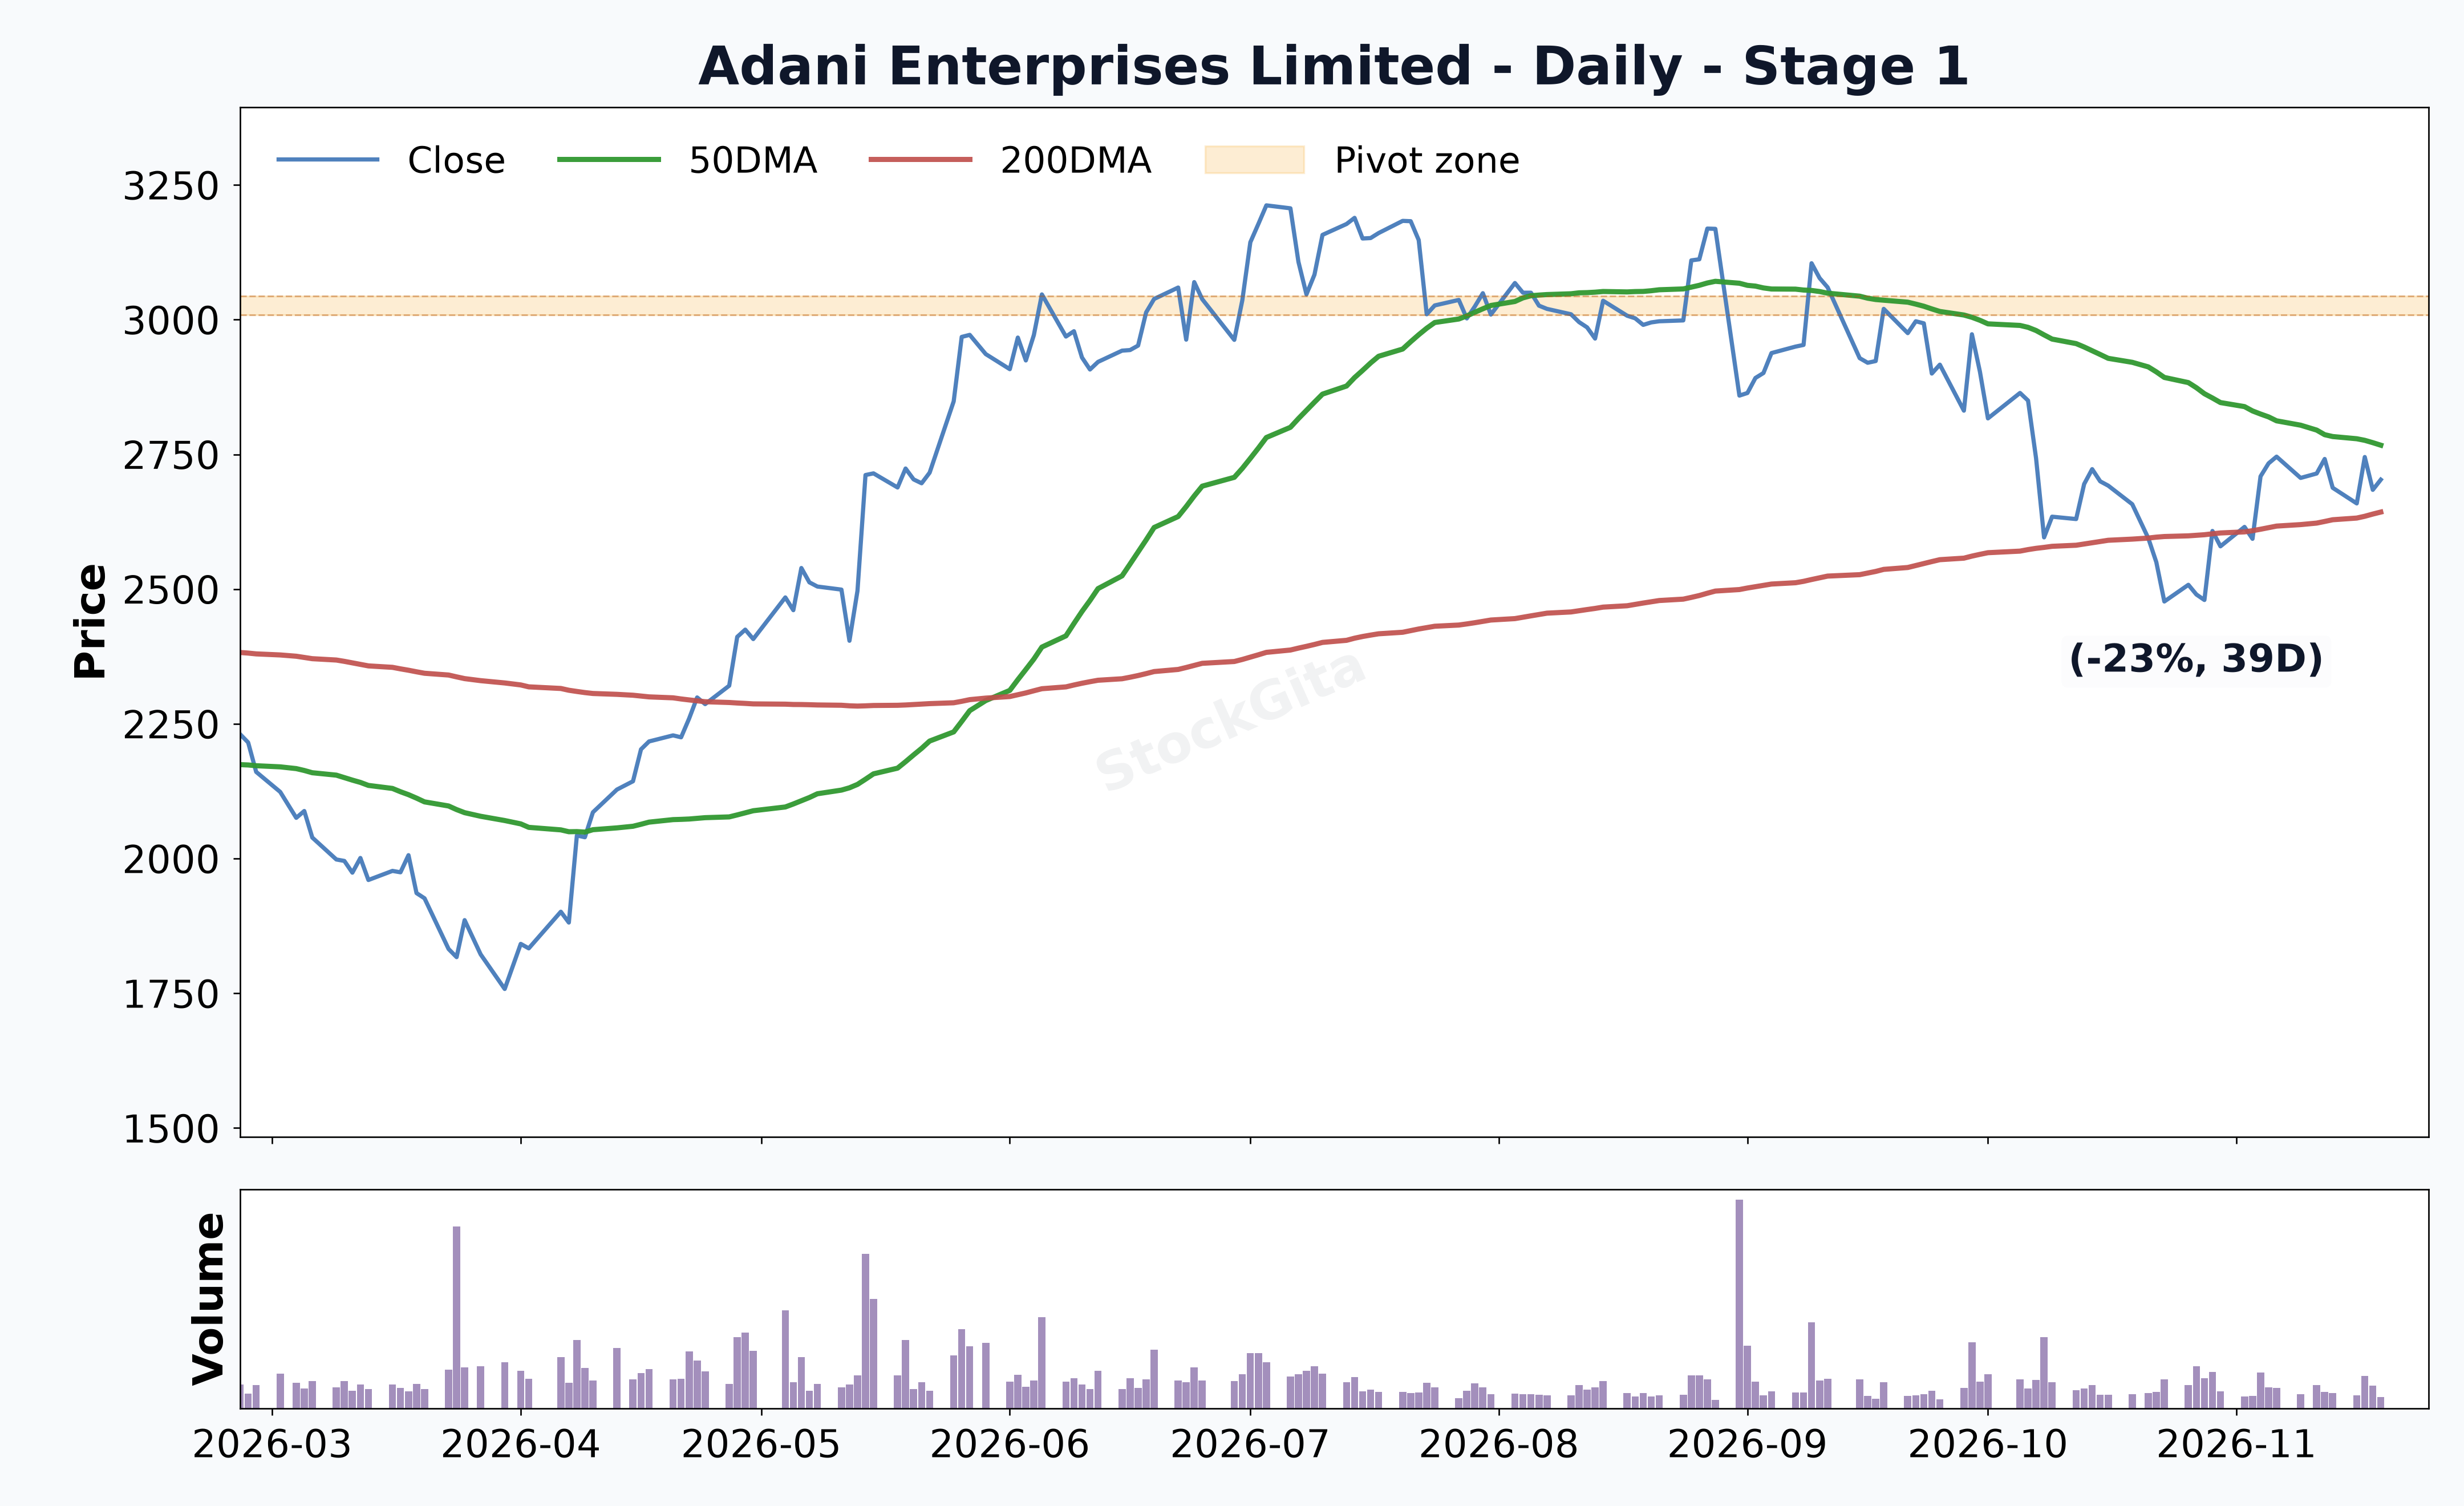 Adani Enterprises Limited - Daily - Stage 1
Close 50DMA 200DMA Pivot zone
3250
3000
2750
2500
2250
2000
1750
1500
Price
(-23%, 39D)
StockGita
Volume
2026-03 2026-04 2026-05 2026-06 2026-07 2026-08 2026-09 2026-10 2026-11